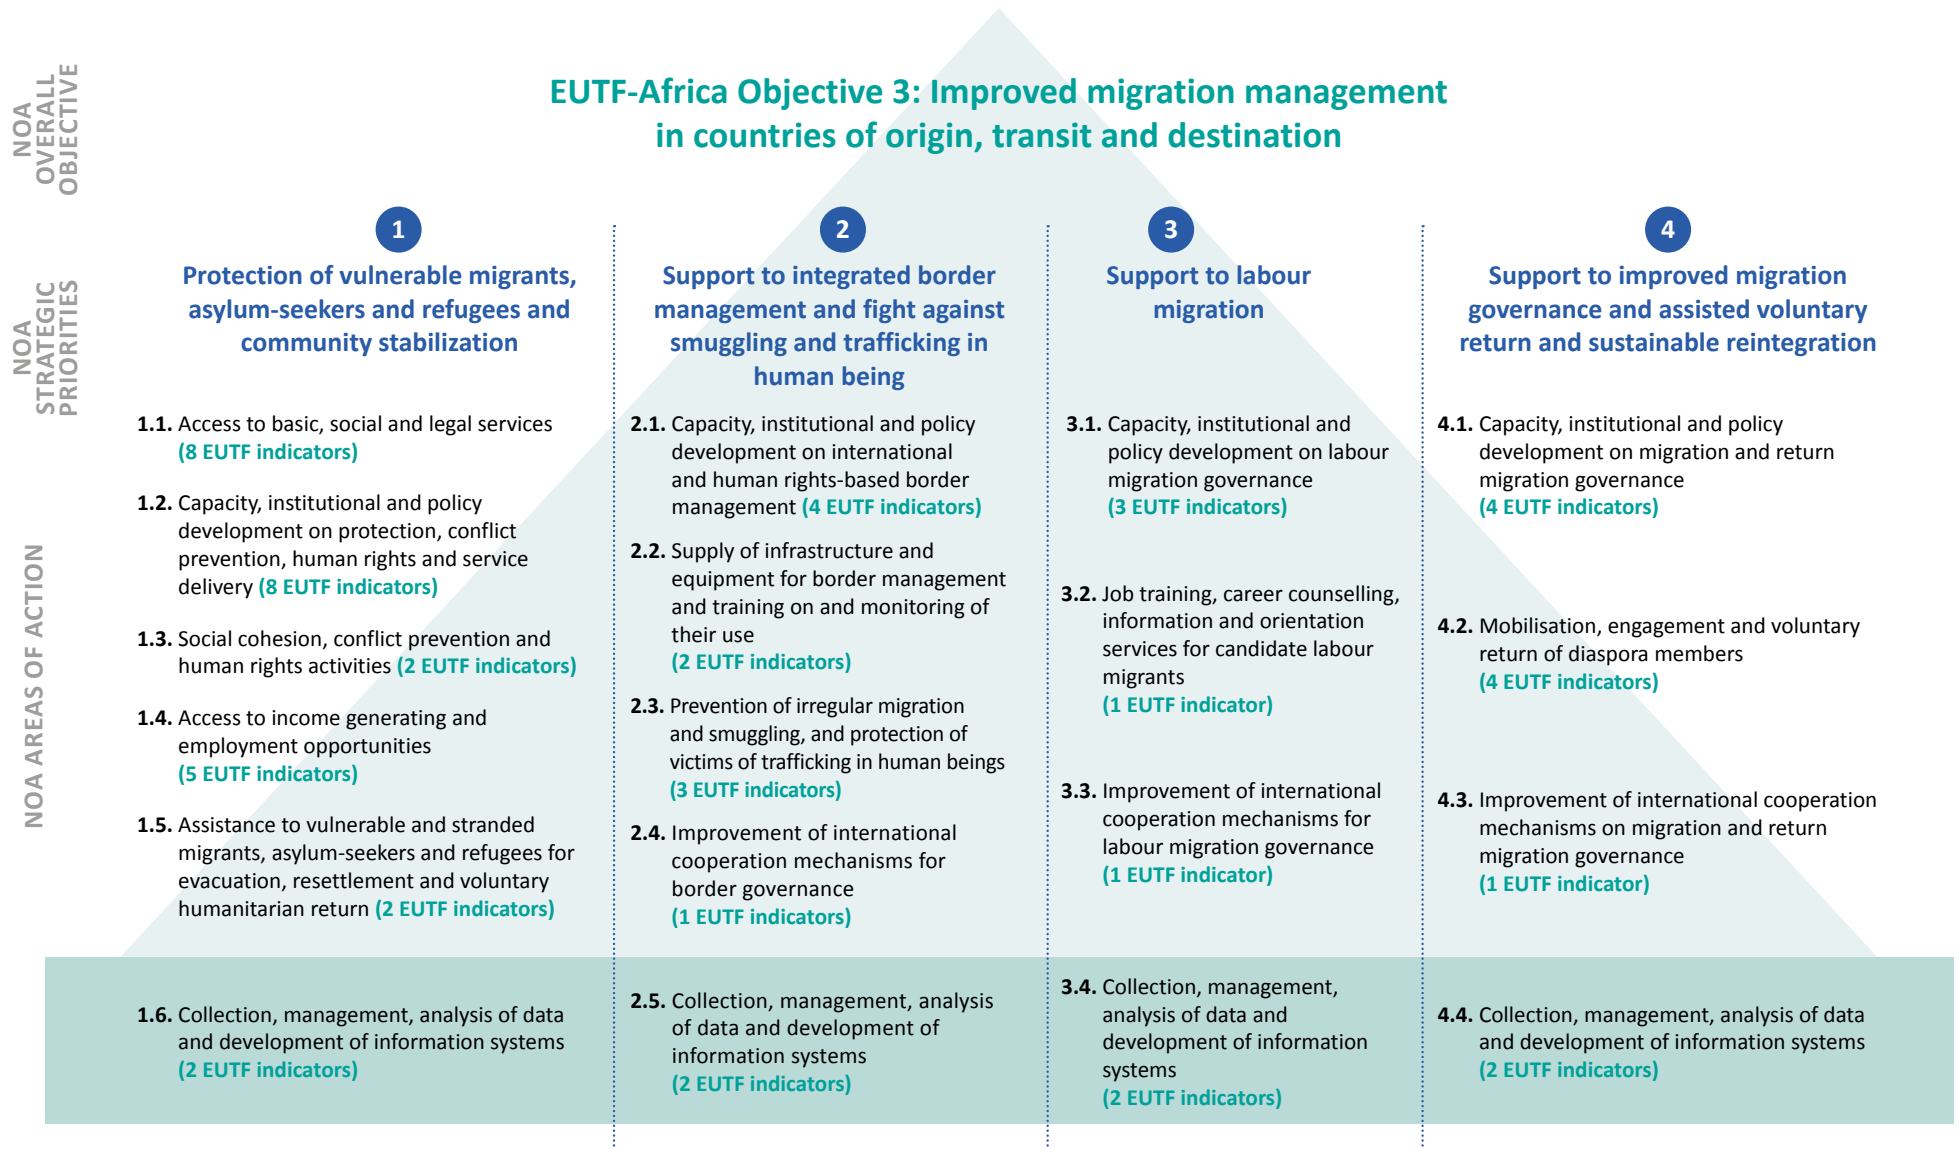 NOA
OVERALL
OBJECTIVE
EUTF-Africa Objective 3: Improved migration management
in countries of origin, transit and destination
NOA
STRATEGIC
PRIORITIES
1
Protection of vulnerable migrants,
asylum-seekers and refugees and
community stabilization
2
Support to integrated border
management and fight against
smuggling and trafficking in
human being
3
Support to labour
migration
4
Support to improved migration
governance and assisted voluntary
return and sustainable reintegration
NOA AREAS OF ACTION
1.1. Access to basic, social and legal services
(8 EUTF indicators)
1.2. Capacity, institutional and policy
development on protection, conflict
prevention, human rights and service
delivery (8 EUTF indicators)
1.3. Social cohesion, conflict prevention and
human rights activities (2 EUTF indicators)
1.4. Access to income generating and
employment opportunities
(5 EUTF indicators)
1.5. Assistance to vulnerable and stranded
migrants, asylum-seekers and refugees for
evacuation, resettlement and voluntary
humanitarian return (2 EUTF indicators)
1.6. Collection, management, analysis of data
and development of information systems
(2 EUTF indicators)
2.1. Capacity, institutional and policy
development on international
and human rights-based border
management (4 EUTF indicators)
2.2. Supply of infrastructure and
equipment for border management
and training on and monitoring of
their use
(2 EUTF indicators)
2.3. Prevention of irregular migration
and smuggling, and protection of
victims of trafficking in human beings
(3 EUTF indicators)
2.4. Improvement of international
cooperation mechanisms for
border governance
(1 EUTF indicators)
2.5. Collection, management, analysis
of data and development of
information systems
(2 EUTF indicators)
3.1. Capacity, institutional and
policy development on labour
migration governance
(3 EUTF indicators)
3.2. Job training, career counselling,
information and orientation
services for candidate labour
migrants
(1 EUTF indicator)
3.3. Improvement of international
cooperation mechanisms for
labour migration governance
(1 EUTF indicator)
3.4. Collection, management,
analysis of data and
development of information
systems
(2 EUTF indicators)
4.1. Capacity, institutional and policy
development on migration and return
migration governance
(4 EUTF indicators)
4.2. Mobilisation, engagement and voluntary
return of diaspora members
(4 EUTF indicators)
4.3. Improvement of international cooperation
mechanisms on migration and return
migration governance
(1 EUTF indicator)
4.4. Collection, management, analysis of data
and development of information systems
(2 EUTF indicators)